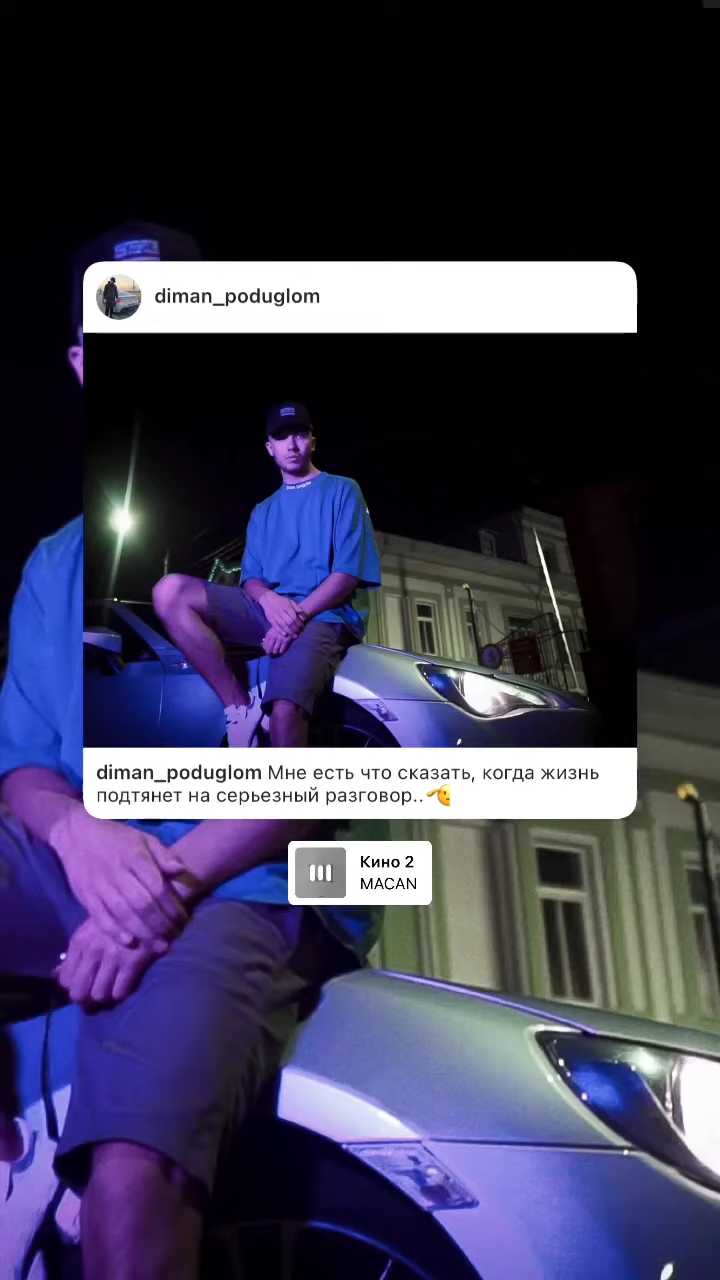 diman_poduglom
diman_poduglom Мне есть что сказать, когда жизнь
подтянет на серьезный разговор..🫡
Кино 2
MACAN